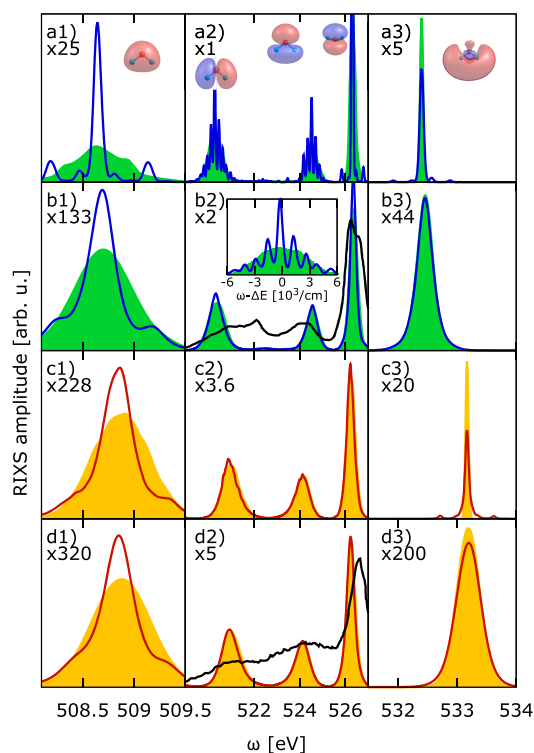 a1)
x25
a2)
x1
a3)
x5
b1)
x133
b2)
x2
b3)
x44
-6 -3 0 3 6
ω-ΔE [10³/cm]
c1)
x228
c2)
x3.6
c3)
x20
d1)
x320
d2)
x5
d3)
x200
RIXS amplitude [arb. u.]
508.5 509 509.5 522 524 526 532 533 534
ω [eV]